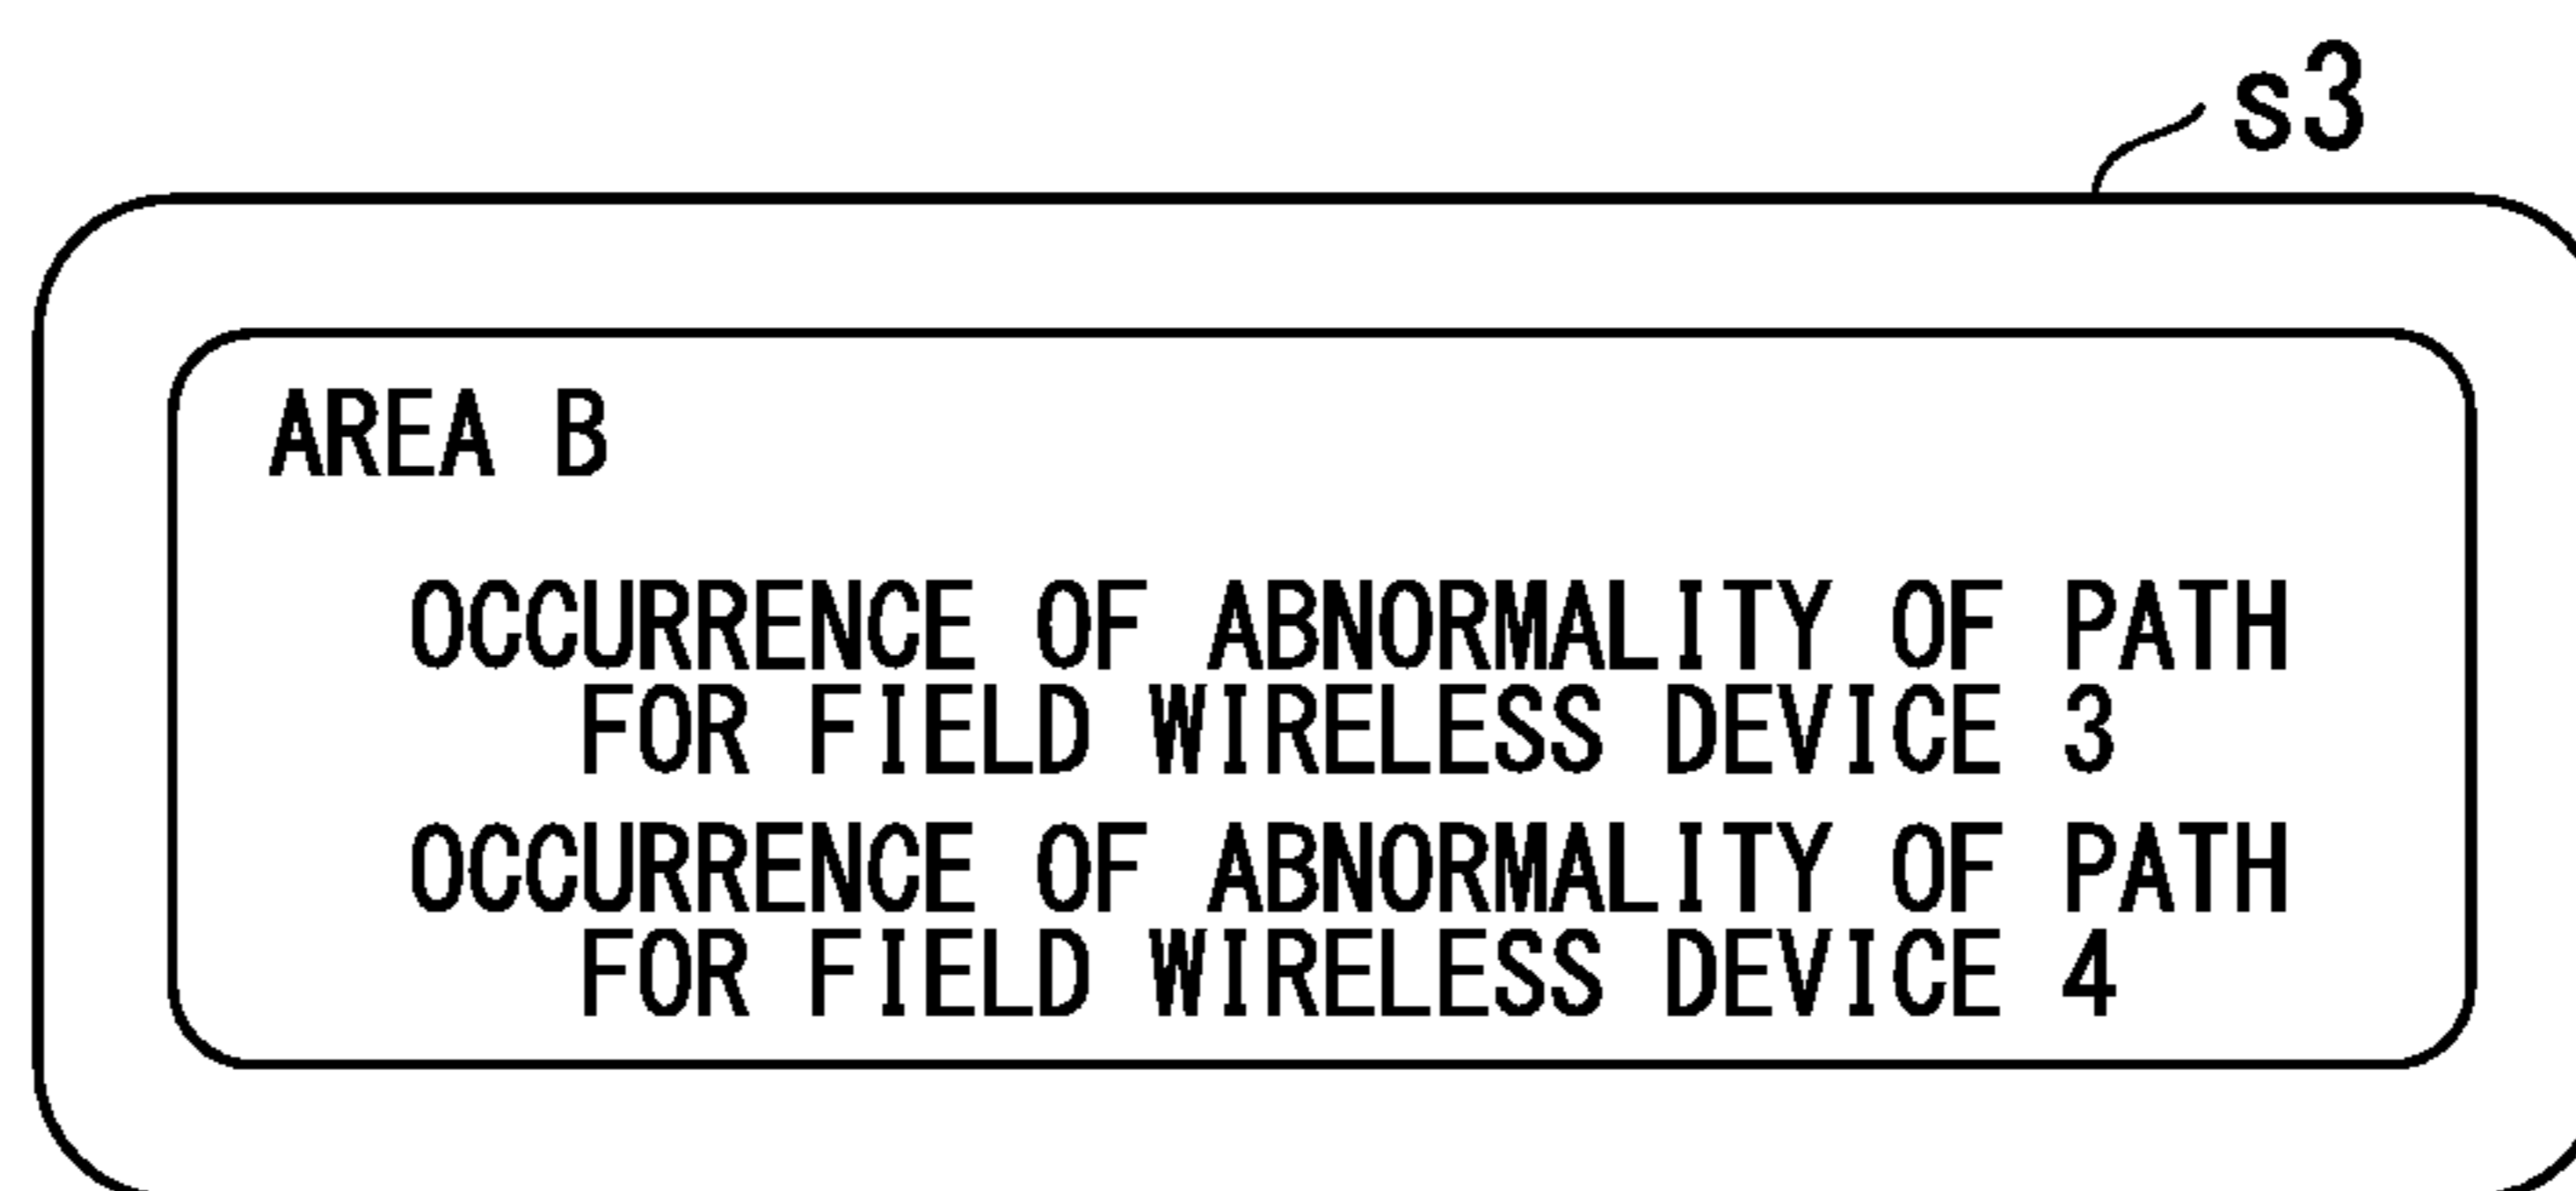 s3
AREA B
OCCURRENCE OF ABNORMALITY OF PATH
FOR FIELD WIRELESS DEVICE 3
OCCURRENCE OF ABNORMALITY OF PATH
FOR FIELD WIRELESS DEVICE 4